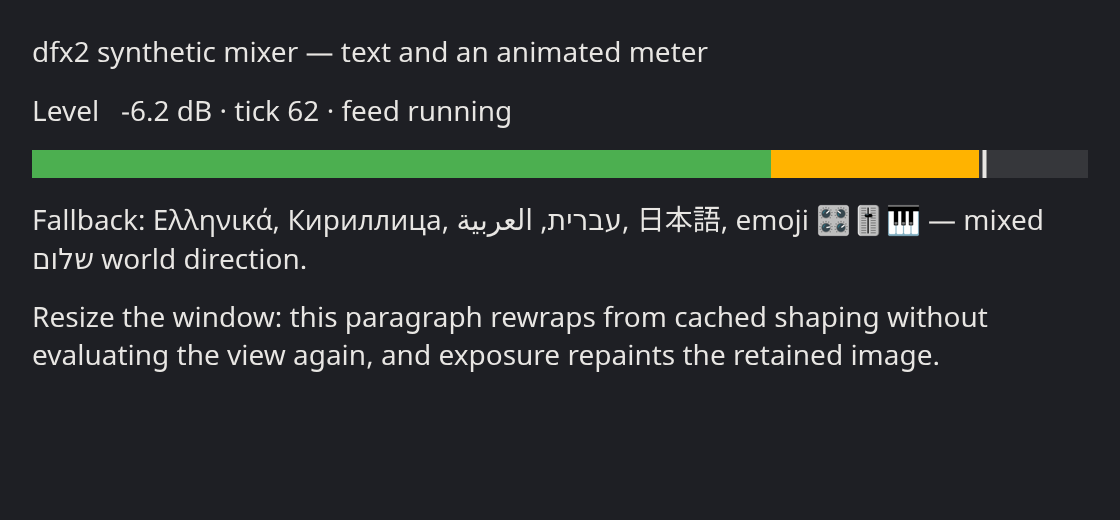 dfx2 synthetic mixer — text and an animated meter
Level -6.2 dB · tick 62 · feed running
Fallback: Ελληνικά, Кириллица, العربية, עברית, 日本語, emoji 🎛🎚🎹 — mixed
שלום world direction.
Resize the window: this paragraph rewraps from cached shaping without
evaluating the view again, and exposure repaints the retained image.